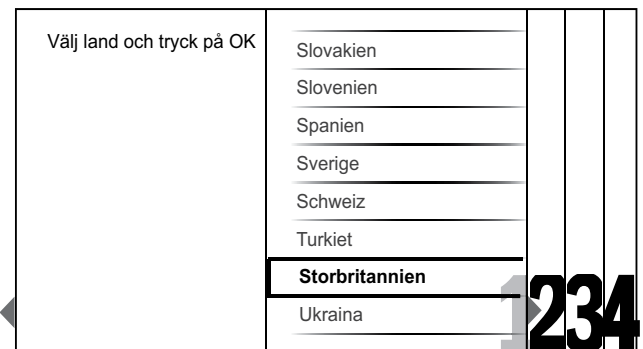 Välj land och tryck på OK
Slovakien
Slovenien
Spanien
Sverige
Schweiz
Turkiet
Storbritannien
Ukraina
1234